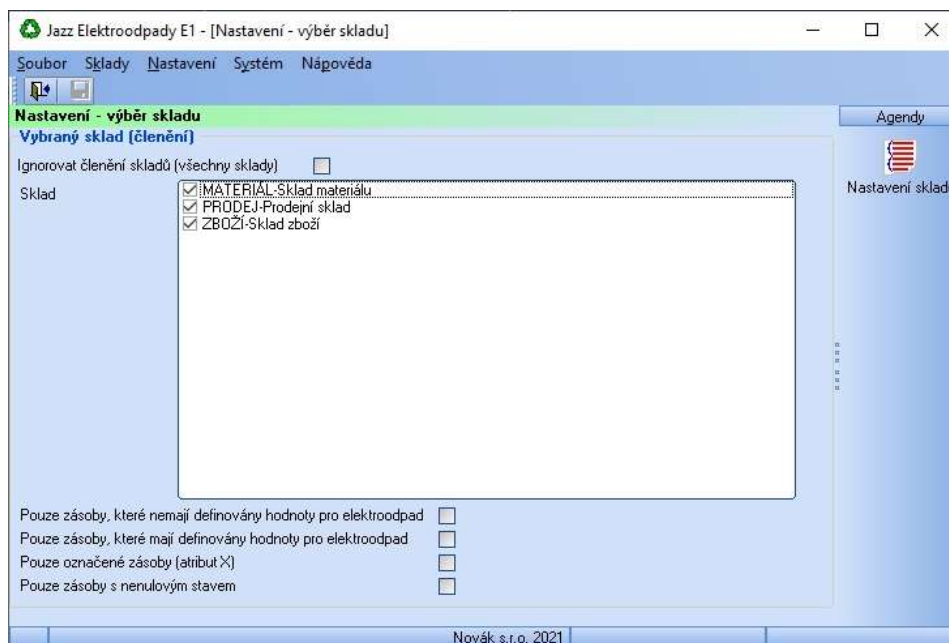 Jazz Elektroodpady E1 - [Nastavení - výběr skladu]
Soubor Sklady Nastavení Systém Nápověda
Nastavení - výběr skladu
Agendy
Vybraný sklad (členění)
Ignorovat členění skladů (všechny sklady)
Sklad
MATERIÁL-Sklad materiálu
PRODEJ-Prodejní sklad
ZBOŽÍ-Sklad zboží
Nastavení skladu
Pouze zásoby, které nemají definovány hodnoty pro elektroodpad
Pouze zásoby, které mají definovány hodnoty pro elektroodpad
Pouze označené zásoby (atribut X)
Pouze zásoby s nenulovým stavem
Novák s.r.o. 2021